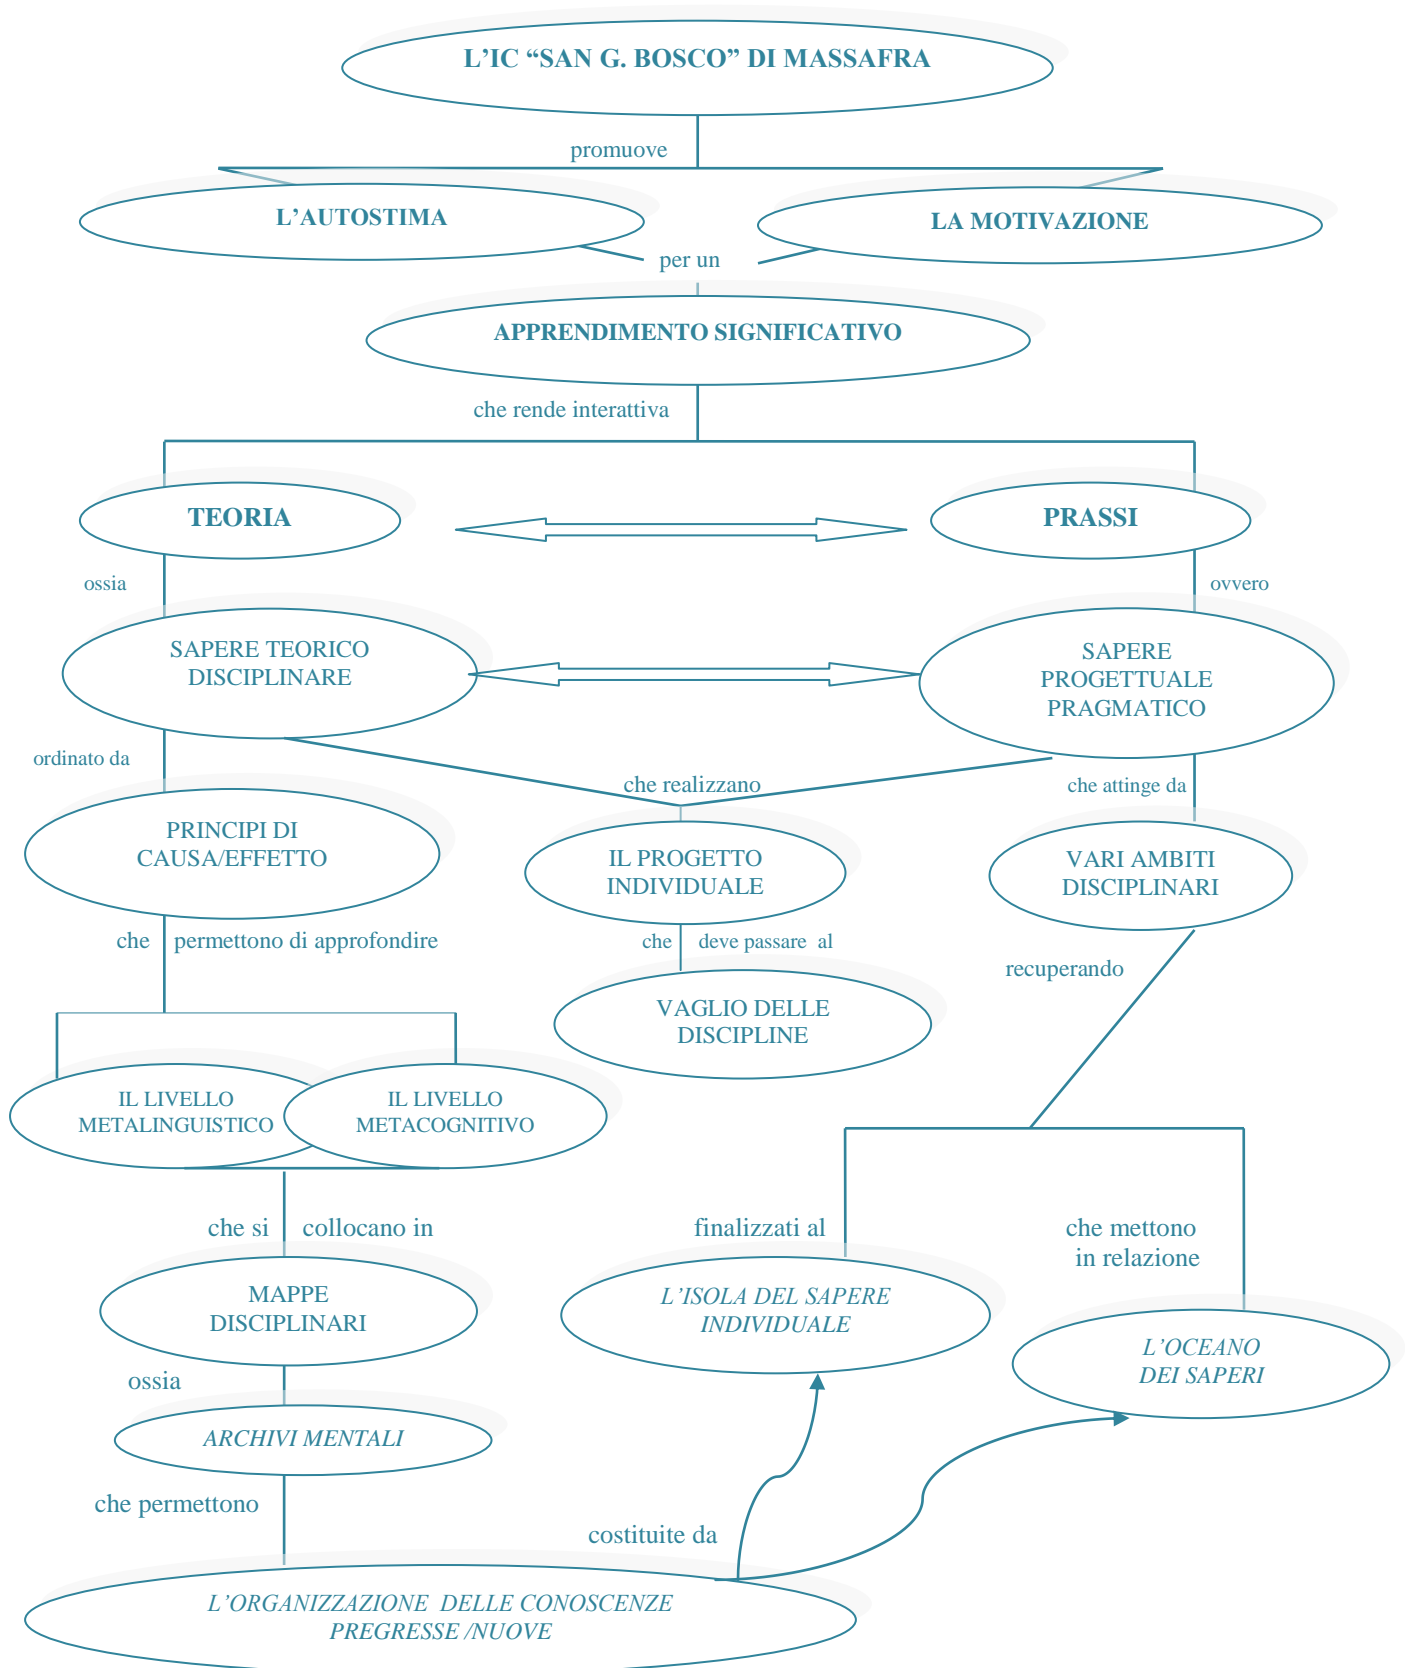 L’IC “SAN G. BOSCO” DI MASSAFRA
promuove
L’AUTOSTIMA
LA MOTIVAZIONE
per un
APPRENDIMENTO SIGNIFICATIVO
che rende interattiva
TEORIA
PRASSI
ossia
ovvero
SAPERE TEORICO
DISCIPLINARE
SAPERE
PROGETTUALE
PRAGMATICO
ordinato da
che realizzano
che attinge da
PRINCIPI DI
CAUSA/EFFETTO
IL PROGETTO
INDIVIDUALE
VARI AMBITI
DISCIPLINARI
che permettono di approfondire
che deve passare al
recuperando
VAGLIO DELLE
DISCIPLINE
IL LIVELLO
METALINGUISTICO
IL LIVELLO
METACOGNITIVO
che si collocano in
finalizzati al
che mettono
in relazione
MAPPE
DISCIPLINARI
L’ISOLA DEL SAPERE
INDIVIDUALE
L’OCEANO
DEI SAPERI
ossia
ARCHIVI MENTALI
che permettono
costituite da
L’ORGANIZZAZIONE DELLE CONOSCENZE
PREGRESSE /NUOVE